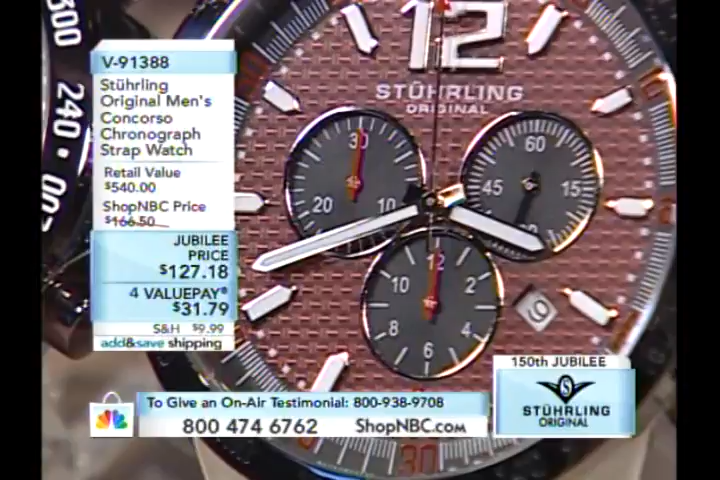 300
240
V-91388
Stührling
Original Men's
Concorso
Chronograph
Strap Watch
Retail Value
$540.00
ShopNBC Price
$166.50
JUBILEE
PRICE
$127.18
4 VALUEPAY®
$31.79
S&H $9.99
add&save shipping
12
STÜHRLING
ORIGINAL
30
20
10
60
45
15
12
10
2
8
4
6
9
30
150th JUBILEE
S
STÜHRLING
ORIGINAL
To Give an On-Air Testimonial: 800-938-9708
800 474 6762 ShopNBC.com